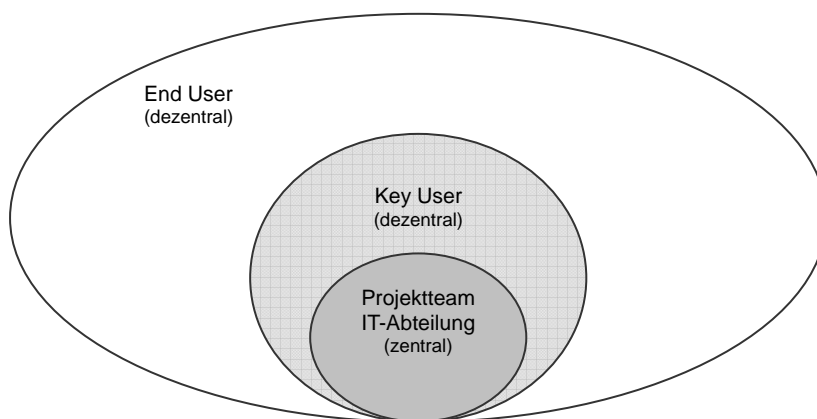 End User
(dezentral)
Key User
(dezentral)
Projektteam
IT-Abteilung
(zentral)